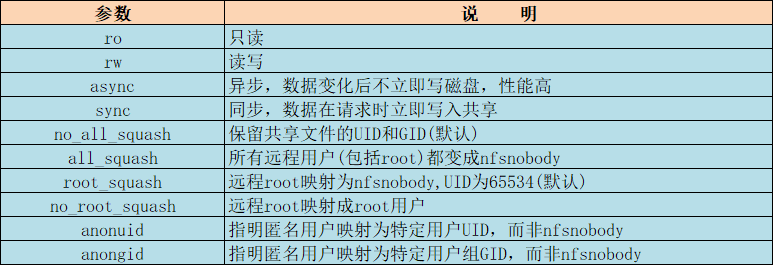 参数 说 明
ro 只读
rw 读写
async 异步，数据变化后不立即写磁盘，性能高
sync 同步，数据在请求时立即写入共享
no_all_squash 保留共享文件的UID和GID(默认)
all_squash 所有远程用户(包括root)都变成nfsnobody
root_squash 远程root映射为nfsnobody,UID为65534(默认)
no_root_squash 远程root映射成root用户
anonuid 指明匿名用户映射为特定用户UID，而非nfsnobody
anongid 指明匿名用户映射为特定用户组GID，而非nfsnobody